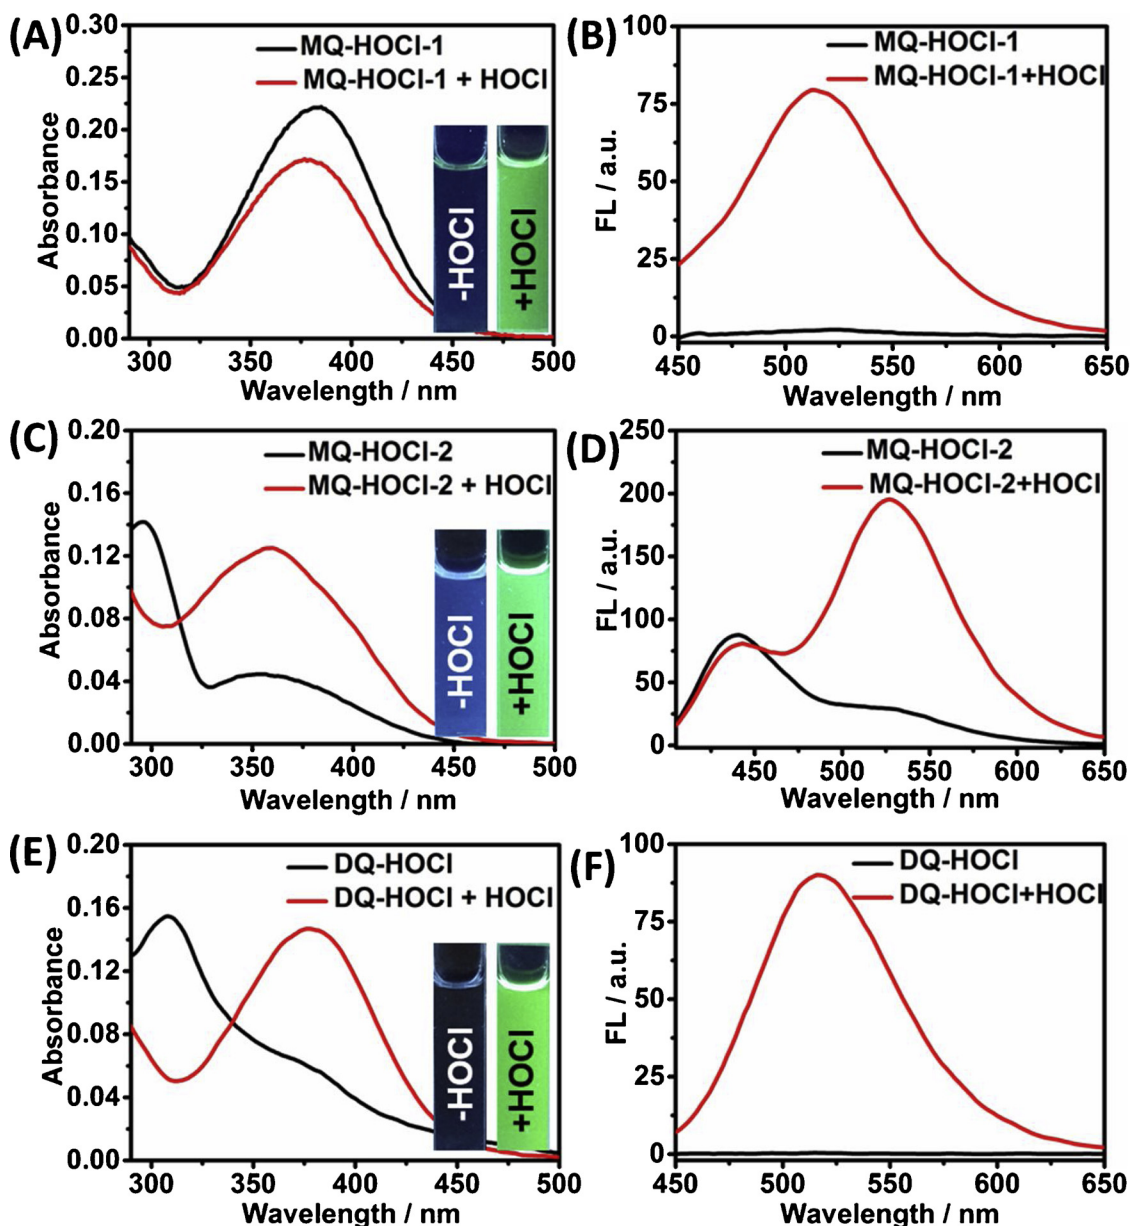 (A)
0.30
0.25
0.20
0.15
0.10
0.05
0.00
Absorbance
MQ-HOCl-1
MQ-HOCl-1 + HOCl
-HOCl
+HOCl
300 350 400 450 500
Wavelength / nm
(B)
100
75
50
25
0
FL / a.u.
MQ-HOCl-1
MQ-HOCl-1+HOCl
450 500 550 600 650
Wavelength / nm
(C)
0.20
0.16
0.12
0.08
0.04
0.00
Absorbance
MQ-HOCl-2
MQ-HOCl-2 + HOCl
-HOCl
+HOCl
300 350 400 450 500
Wavelength / nm
(D)
250
200
150
100
50
0
FL / a.u.
MQ-HOCl-2
MQ-HOCl-2+HOCl
450 500 550 600 650
Wavelength / nm
(E)
0.20
0.16
0.12
0.08
0.04
0.00
Absorbance
DQ-HOCl
DQ-HOCl + HOCl
-HOCl
+HOCl
300 350 400 450 500
Wavelength / nm
(F)
100
75
50
25
0
FL / a.u.
DQ-HOCl
DQ-HOCl+HOCl
450 500 550 600 650
Wavelength / nm